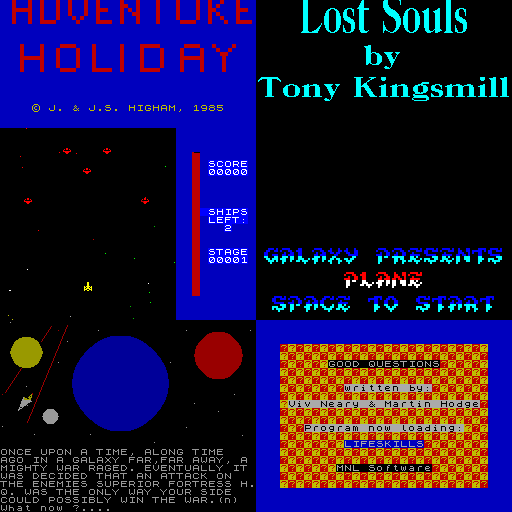 ADVENTURE
HOLIDAY
© J. & J.S. HIGHAM, 1985
Lost Souls
by
Tony Kingsmill
SCORE
00000
SHIPS
LEFT:
2
STAGE
00001
GALAXY PRESENTS
PLANE
SPACE TO START
ONCE UPON A TIME, ALONG TIME
AGO IN A GALAXY FAR,FAR AWAY, A
MIGHTY WAR RAGED. EVENTUALLY IT
WAS DECIDED THAT AN ATTACK ON
THE ENEMIES SUPERIOR FORTRESS H.
Q. WAS THE ONLY WAY YOUR SIDE
COULD POSSIBLY WIN THE WAR.(n)
What now ?....
GOOD QUESTIONS
written by:
Viv Neary & Martin Hodge
Program now loading:
LIFESKILLS
MNL Software